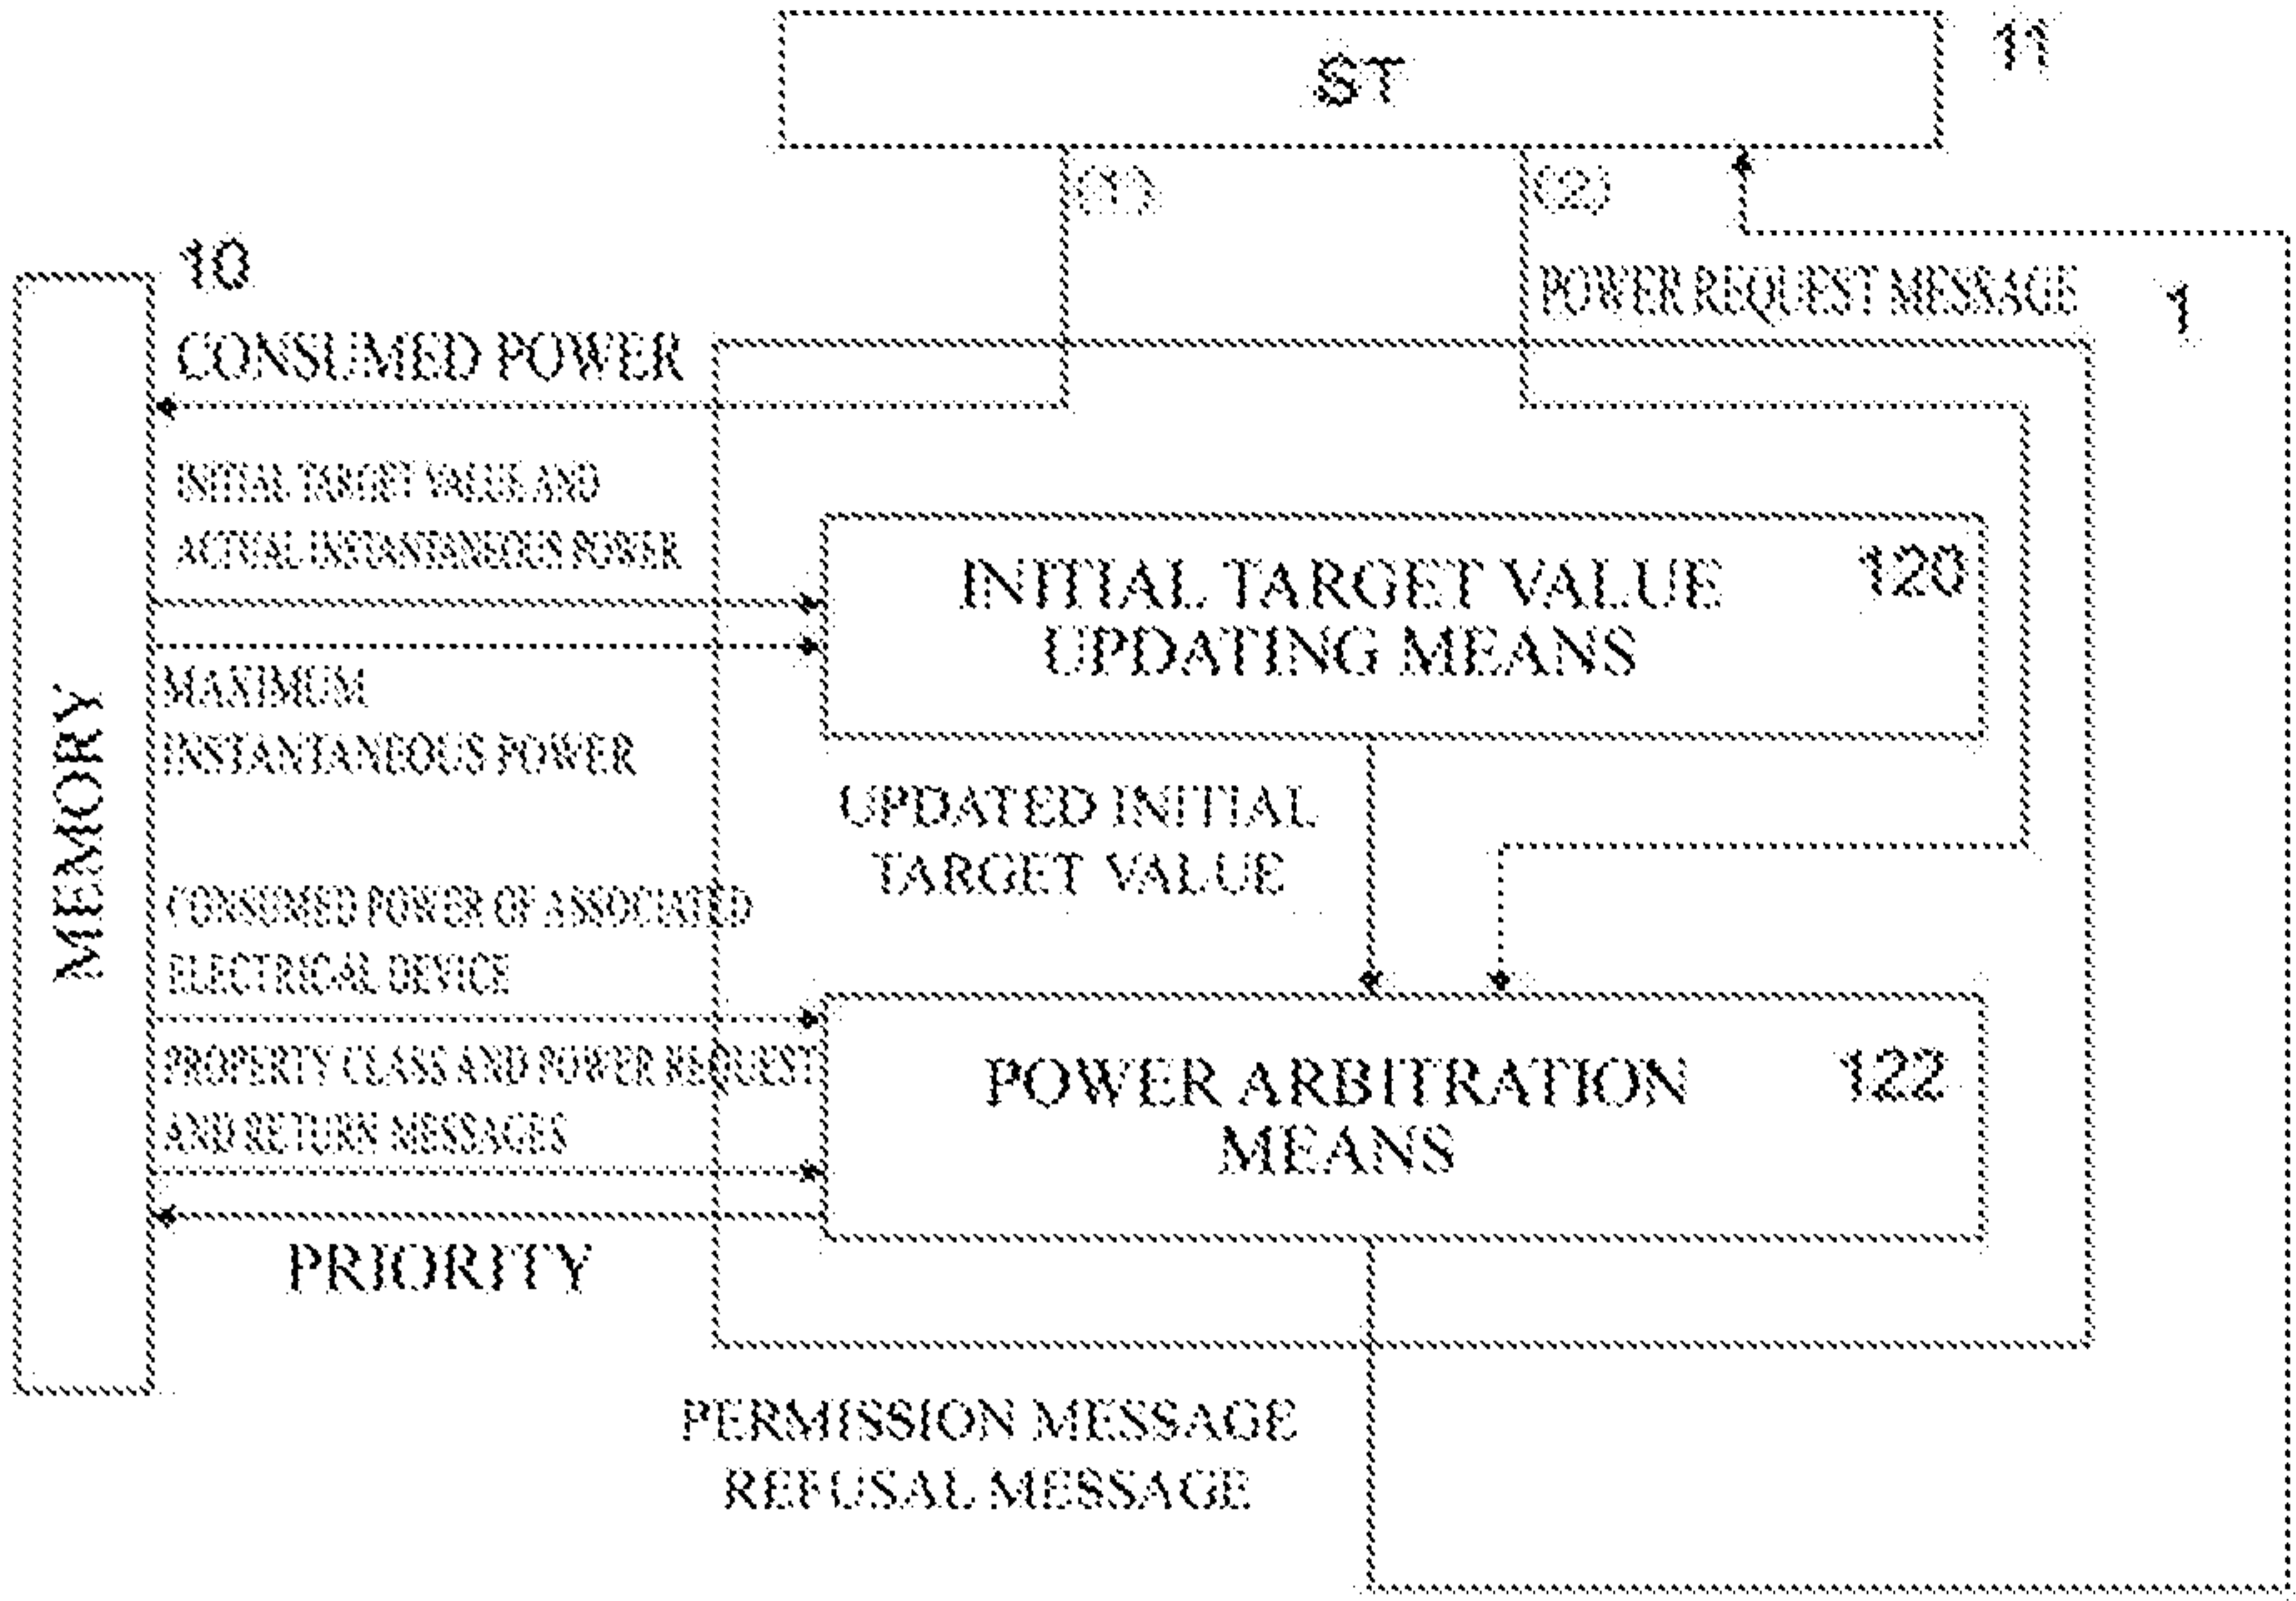 ST
11
(1)
(2)
10
POWER REQUEST MESSAGE
1
CONSUMED POWER
INITIAL TARGET VALUE AND
ACTUAL INSTANTANEOUS POWER
INITIAL TARGET VALUE
UPDATING MEANS
120
MAXIMUM
INSTANTANEOUS POWER
MEMORY
UPDATED INITIAL
TARGET VALUE
CONSUMED POWER OF ASSOCIATED
ELECTRICAL DEVICE
PROPERTY CLASS AND POWER REQUEST
AND RETURN MESSAGES
POWER ARBITRATION
MEANS
122
PRIORITY
PERMISSION MESSAGE
REFUSAL MESSAGE